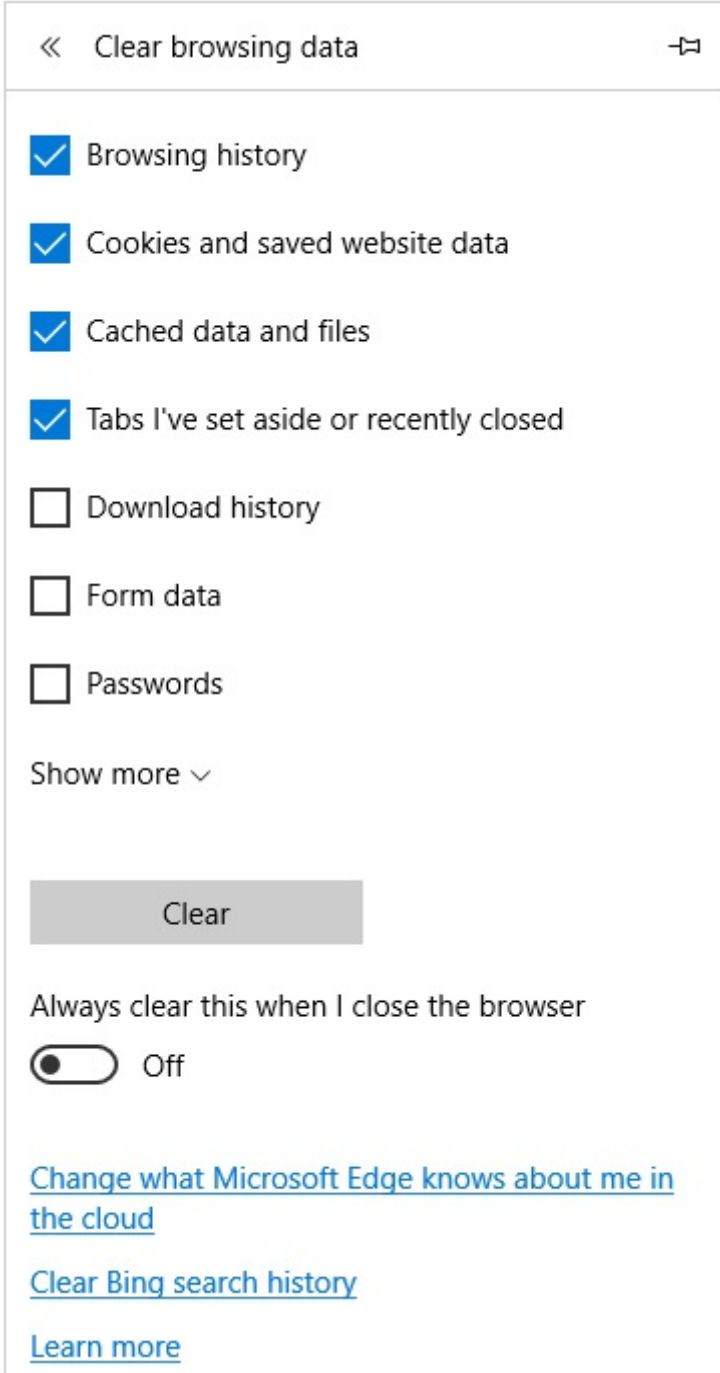 Clear browsing data
Browsing history
Cookies and saved website data
Cached data and files
Tabs I've set aside or recently closed
Download history
Form data
Passwords
Show more
Clear
Always clear this when I close the browser
Off
Change what Microsoft Edge knows about me in
the cloud
Clear Bing search history
Learn more